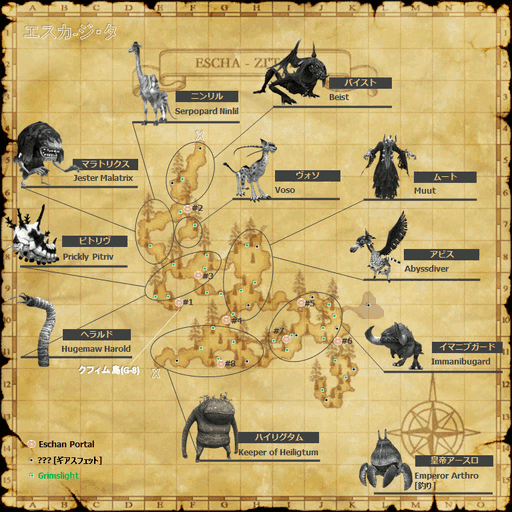 A B C D E F G H I J K L M N O
エスカ-ジ・タ
ESCHA - ZI'T
ニンリル
Serpopard Ninlil
バイスト
Beist
マラトリクス
Jester Malatrix
ヴォソ
Voso
ムート
Muut
#2
ピトリヴ
Prickly Pitriv
アビス
Abyssdiver
#3
#1
#5
#4
ヘラルド
Hugemaw Harold
#7
#6
イマニブガード
Immanibugard
#8
クフィム島(G-8)
ハイリグタム
Keeper of Heiligtum
Eschan Portal
??? [ギアスフェット]
Grimslight
皇帝アースロ
Emperor Arthro
[釣り]
A B C D E F G H I J K L M N O